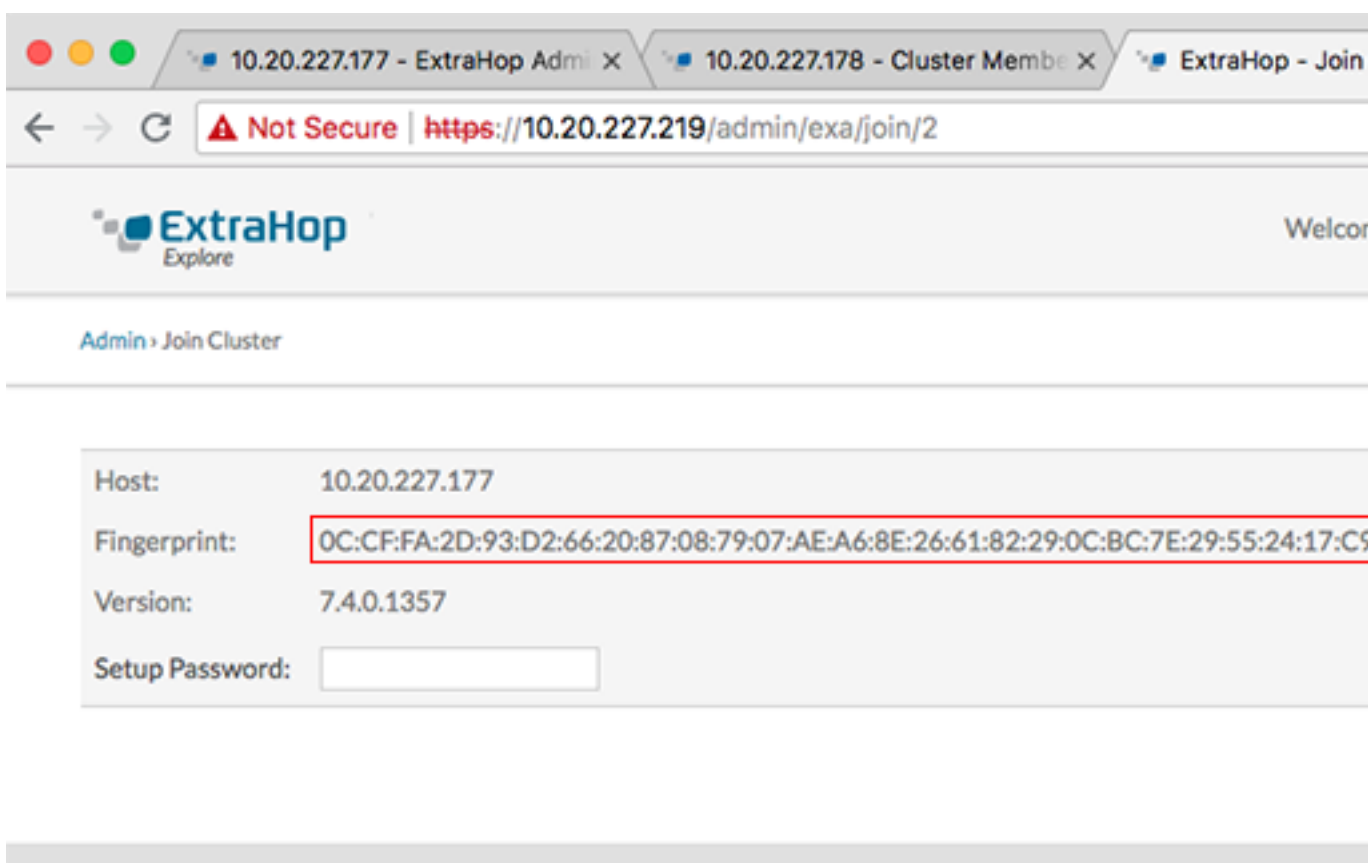 10.20.227.177 - ExtraHop Admi
10.20.227.178 - Cluster Membe
ExtraHop - Join
Not Secure | https://10.20.227.219/admin/exa/join/2
ExtraHop
Explore
Welcom
Admin › Join Cluster
Host: 10.20.227.177
Fingerprint: 0C:CF:FA:2D:93:D2:66:20:87:08:79:07:AE:A6:8E:26:61:82:29:0C:BC:7E:29:55:24:17:C9
Version: 7.4.0.1357
Setup Password: